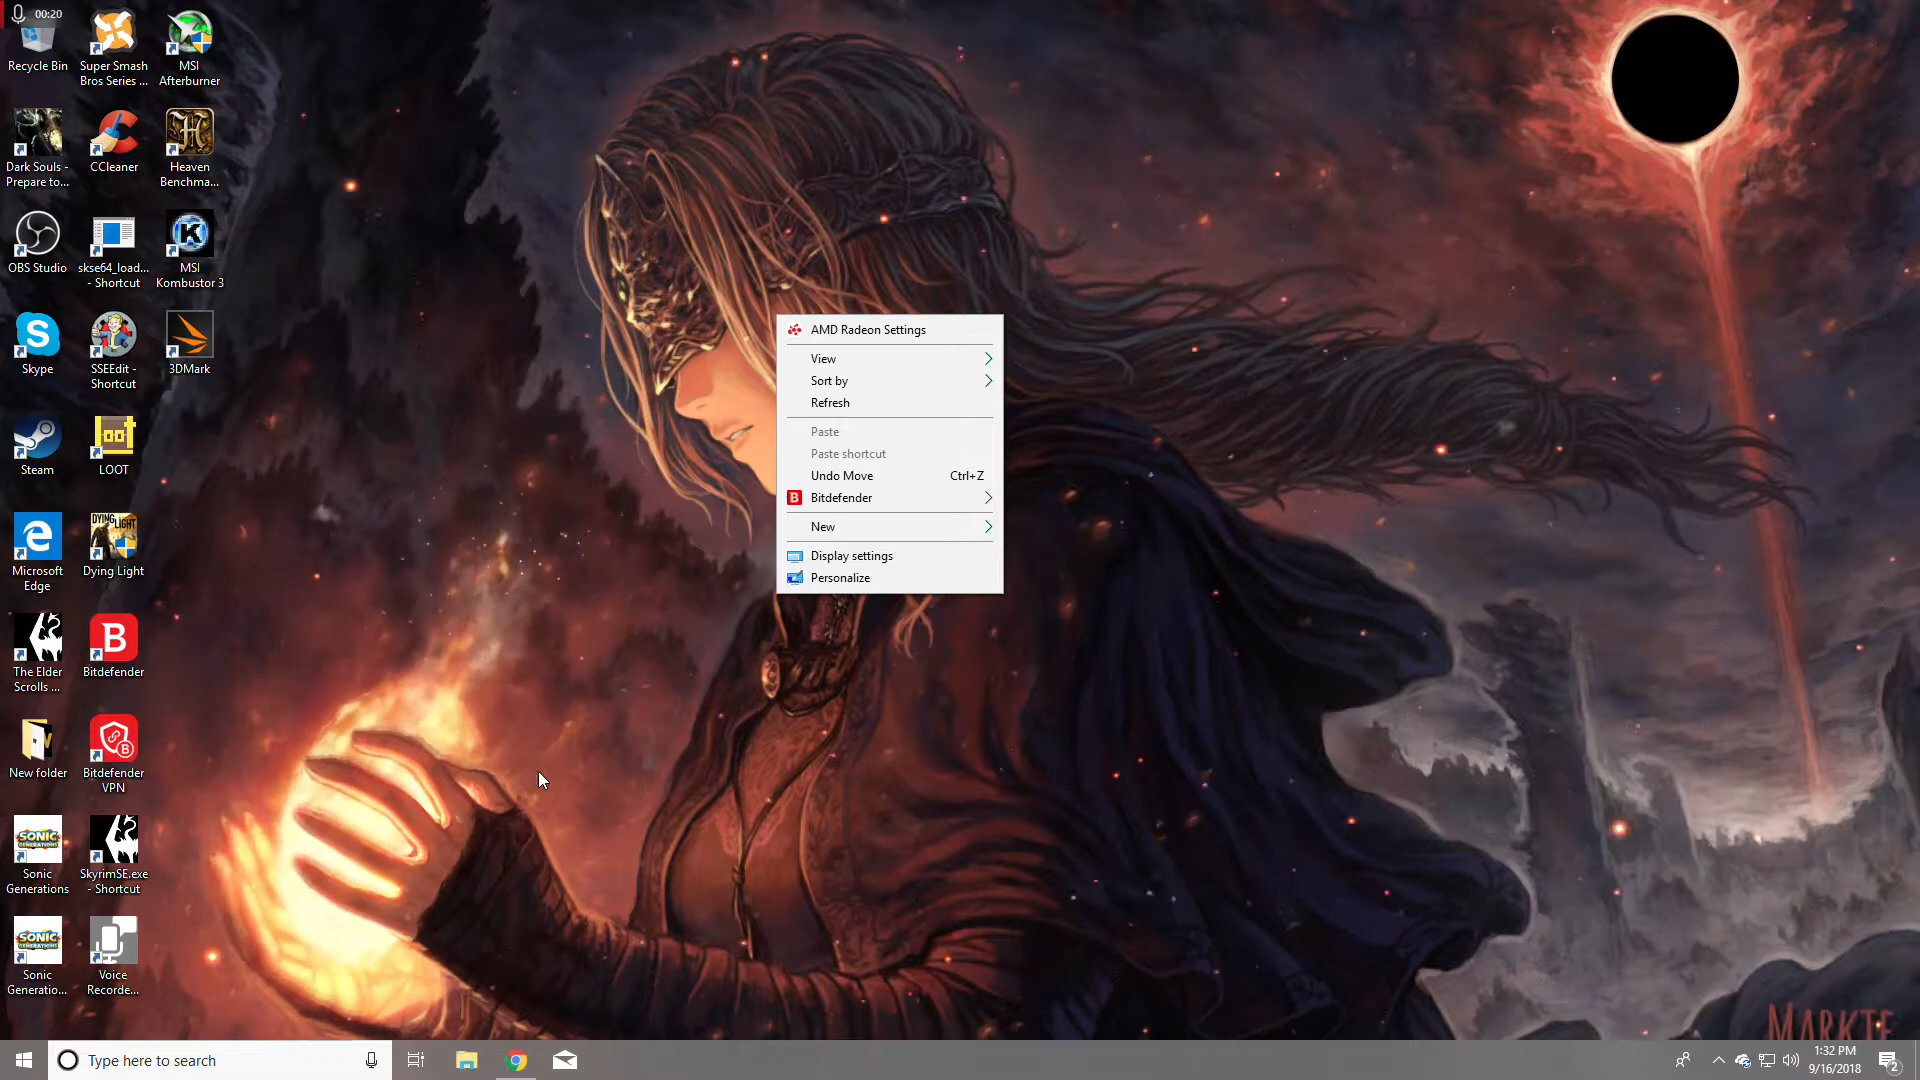 00:20
Recycle Bin
Super Smash
Bros Series ...
MSI
Afterburner
Dark Souls -
Prepare to...
CCleaner
Heaven
Benchma...
OBS Studio
skse64_load...
- Shortcut
MSI
Kombustor 3
Skype
SSEEdit -
Shortcut
3DMark
Steam
LOOT
Microsoft
Edge
Dying Light
The Elder
Scrolls ...
Bitdefender
New folder
Bitdefender
VPN
Sonic
Generations
SkyrimSE.exe
- Shortcut
Sonic
Generatio...
Voice
Recorde...
AMD Radeon Settings
View
Sort by
Refresh
Paste
Paste shortcut
Undo Move Ctrl+Z
Bitdefender
New
Display settings
Personalize
Type here to search
1:32 PM
9/16/2018
2